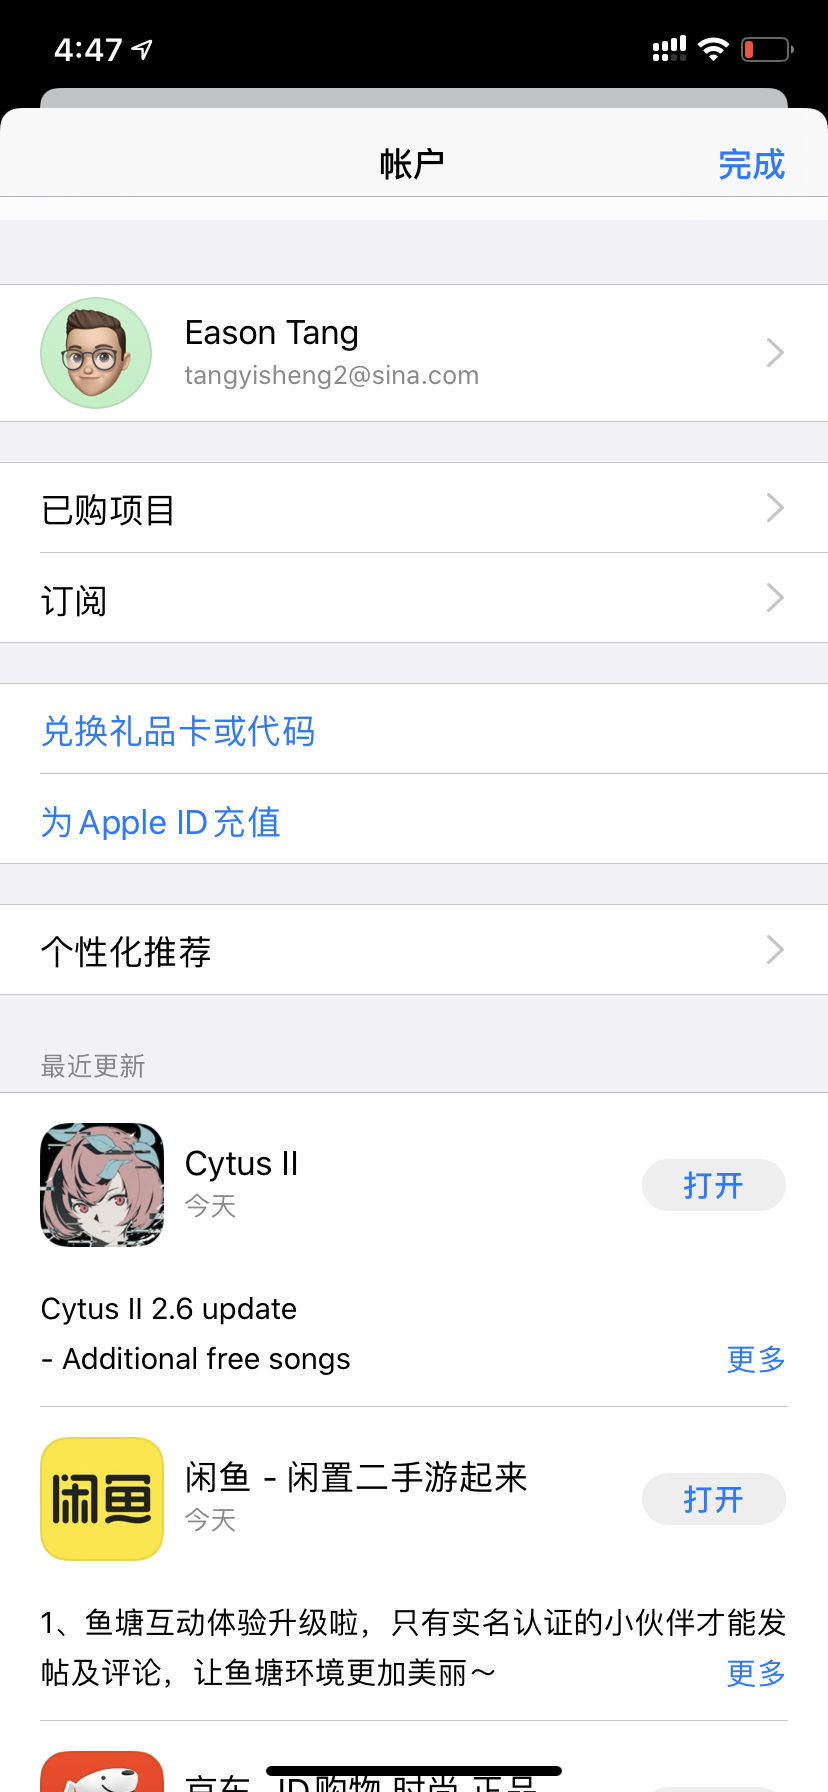 4:47
帐户
完成
Eason Tang
tangyisheng2@sina.com
已购项目
订阅
兑换礼品卡或代码
为 Apple ID 充值
个性化推荐
最近更新
Cytus II
今天
打开
Cytus II 2.6 update
- Additional free songs
更多
闲鱼
闲鱼 - 闲置二手游起来
今天
打开
1、鱼塘互动体验升级啦，只有实名认证的小伙伴才能发
帖及评论，让鱼塘环境更加美丽～
更多
京东 -JD购物 时尚 正品